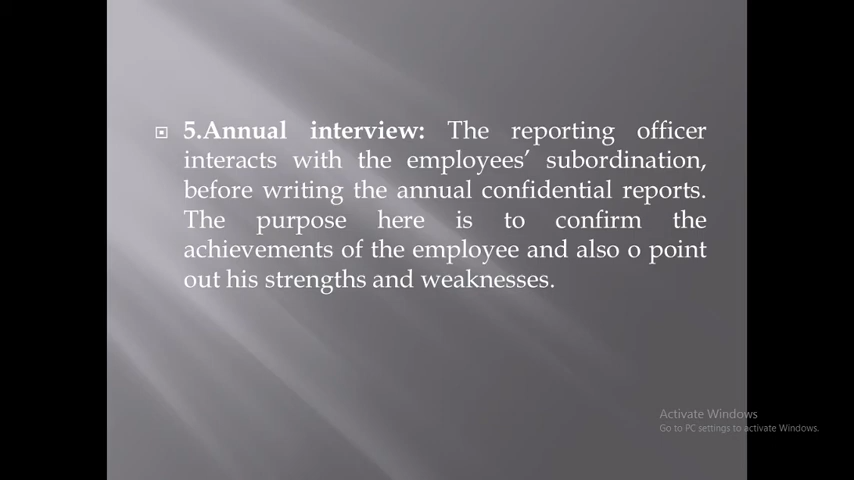 5.Annual interview: The reporting officer
interacts with the employees’ subordination,
before writing the annual confidential reports.
The purpose here is to confirm the
achievements of the employee and also o point
out his strengths and weaknesses.
Activate Windows
Go to PC settings to activate Windows.